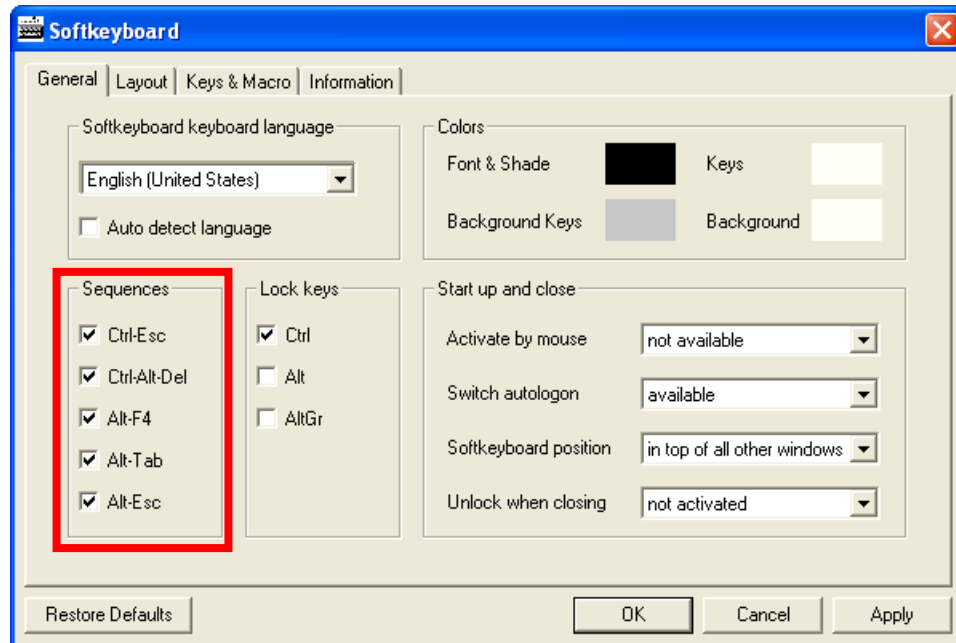 Softkeyboard
General Layout Keys & Macro Information
Softkeyboard keyboard language
English (United States)
Auto detect language
Colors
Font & Shade Keys
Background Keys Background
Sequences
Ctrl-Esc
Ctrl-Alt-Del
Alt-F4
Alt-Tab
Alt-Esc
Lock keys
Ctrl
Alt
AltGr
Start up and close
Activate by mouse not available
Switch autologon available
Softkeyboard position in top of all other windows
Unlock when closing not activated
Restore Defaults OK Cancel Apply